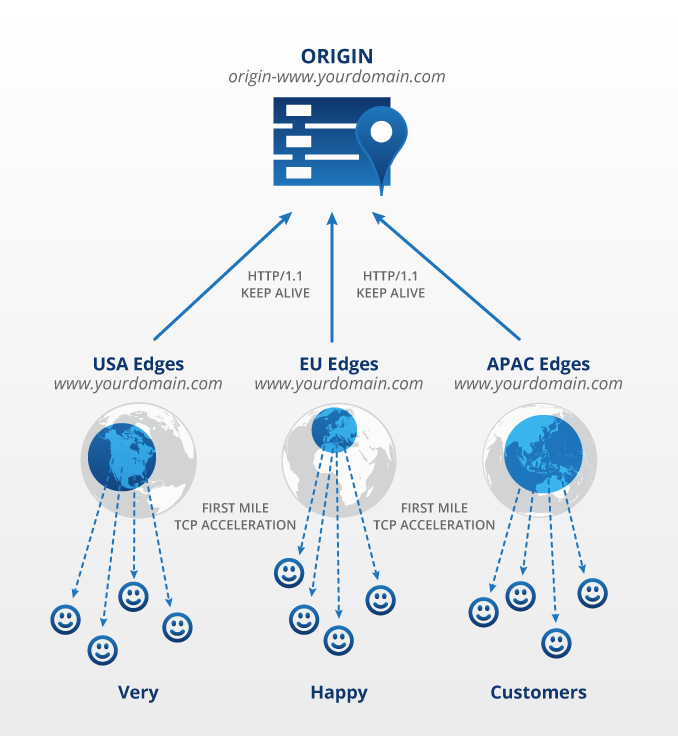 ORIGIN
origin-www.yourdomain.com
HTTP/1.1
KEEP ALIVE
HTTP/1.1
KEEP ALIVE
USA Edges
www.yourdomain.com
EU Edges
www.yourdomain.com
APAC Edges
www.yourdomain.com
FIRST MILE
TCP ACCELERATION
FIRST MILE
TCP ACCELERATION
Very
Happy
Customers